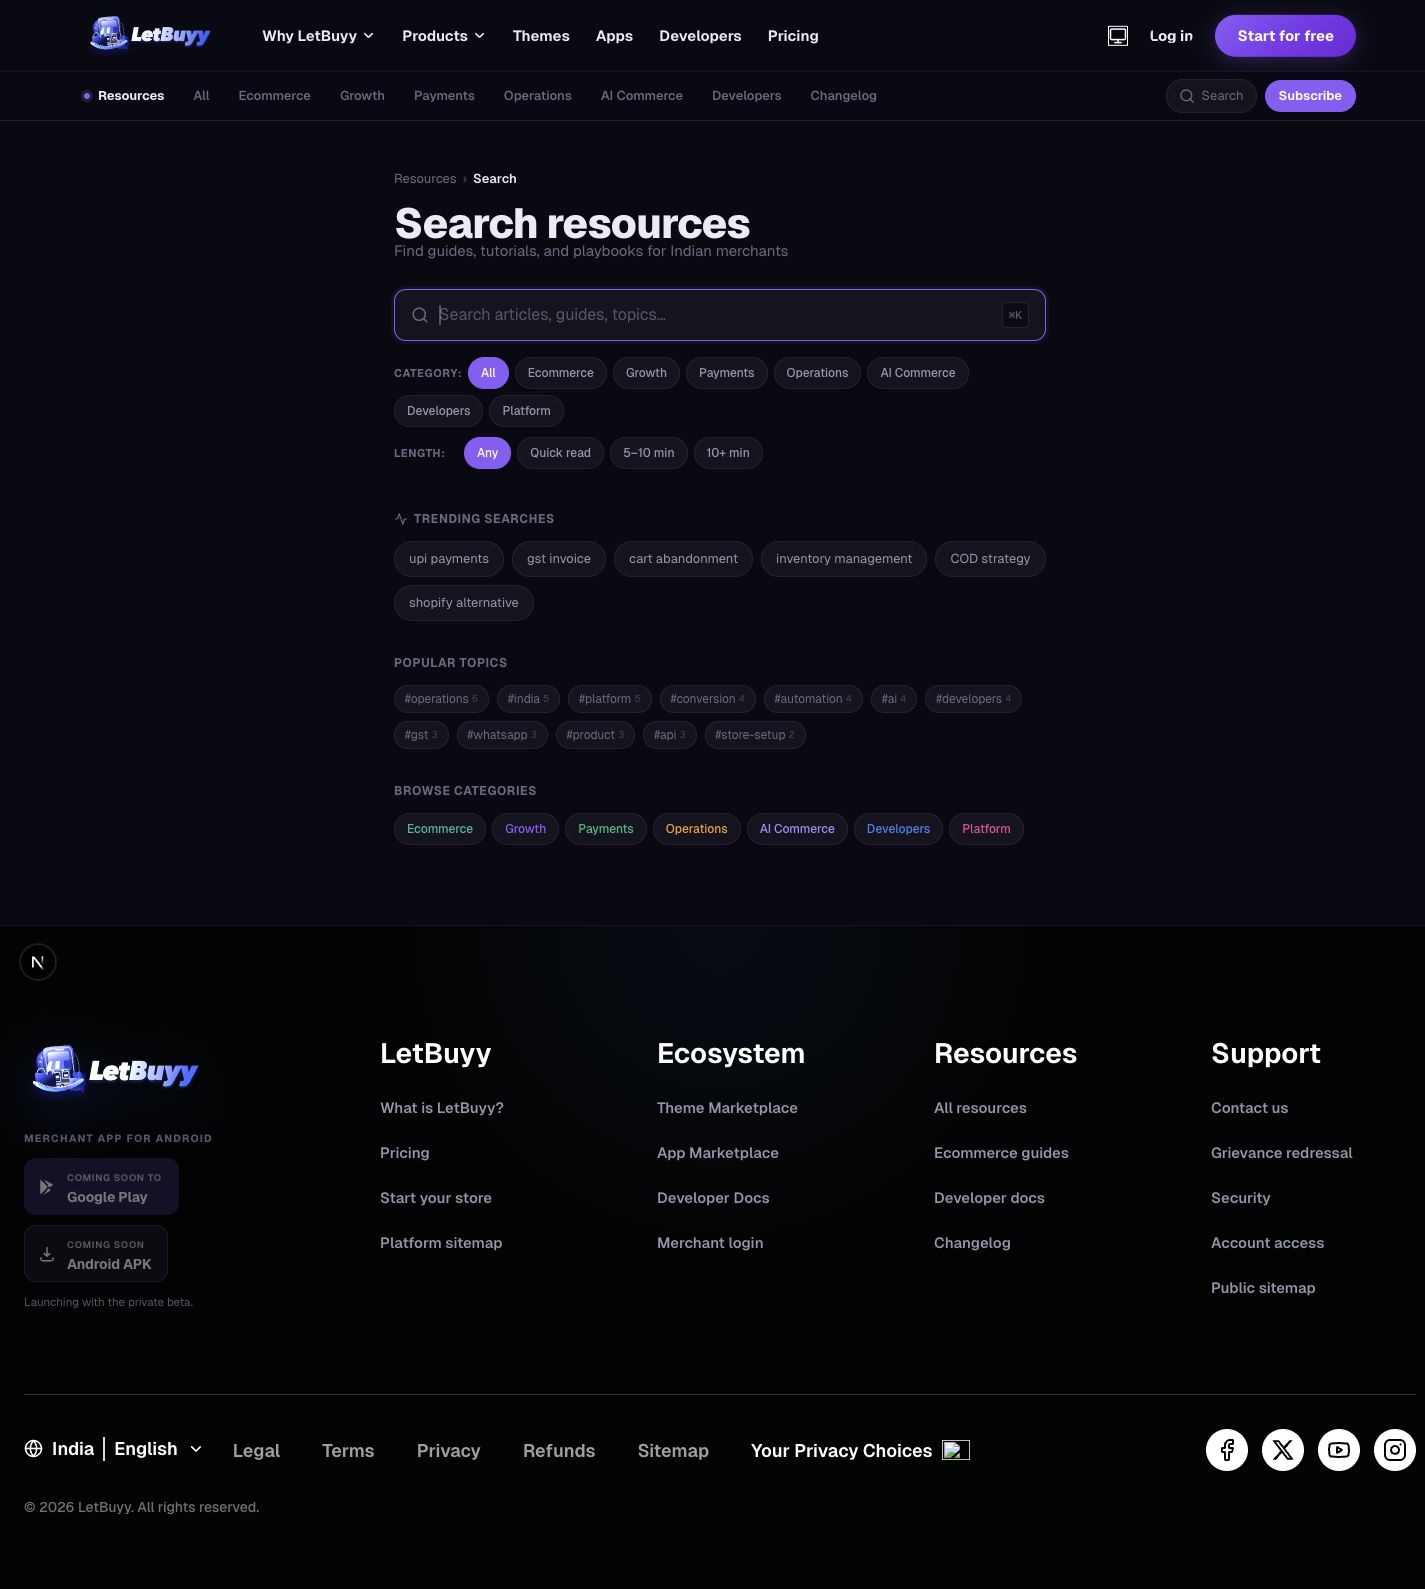 LetBuyy
Why LetBuyy Products Themes Apps Developers Pricing Log in Start for free
Resources All Ecommerce Growth Payments Operations AI Commerce Developers Changelog Search Subscribe
Resources › Search
Search resources
Find guides, tutorials, and playbooks for Indian merchants
Search articles, guides, topics... ⌘K
CATEGORY: All Ecommerce Growth Payments Operations AI Commerce
Developers Platform
LENGTH: Any Quick read 5–10 min 10+ min
TRENDING SEARCHES
upi payments gst invoice cart abandonment inventory management COD strategy
shopify alternative
POPULAR TOPICS
#operations 6 #india 5 #platform 5 #conversion 4 #automation 4 #ai 4 #developers 4
#gst 3 #whatsapp 3 #product 3 #api 3 #store-setup 2
BROWSE CATEGORIES
Ecommerce Growth Payments Operations AI Commerce Developers Platform
N
LetBuyy
MERCHANT APP FOR ANDROID
COMING SOON TO
Google Play
COMING SOON
Android APK
Launching with the private beta.
LetBuyy
What is LetBuyy?
Pricing
Start your store
Platform sitemap
Ecosystem
Theme Marketplace
App Marketplace
Developer Docs
Merchant login
Resources
All resources
Ecommerce guides
Developer docs
Changelog
Support
Contact us
Grievance redressal
Security
Account access
Public sitemap
India | English Legal Terms Privacy Refunds Sitemap Your Privacy Choices
© 2026 LetBuyy. All rights reserved.